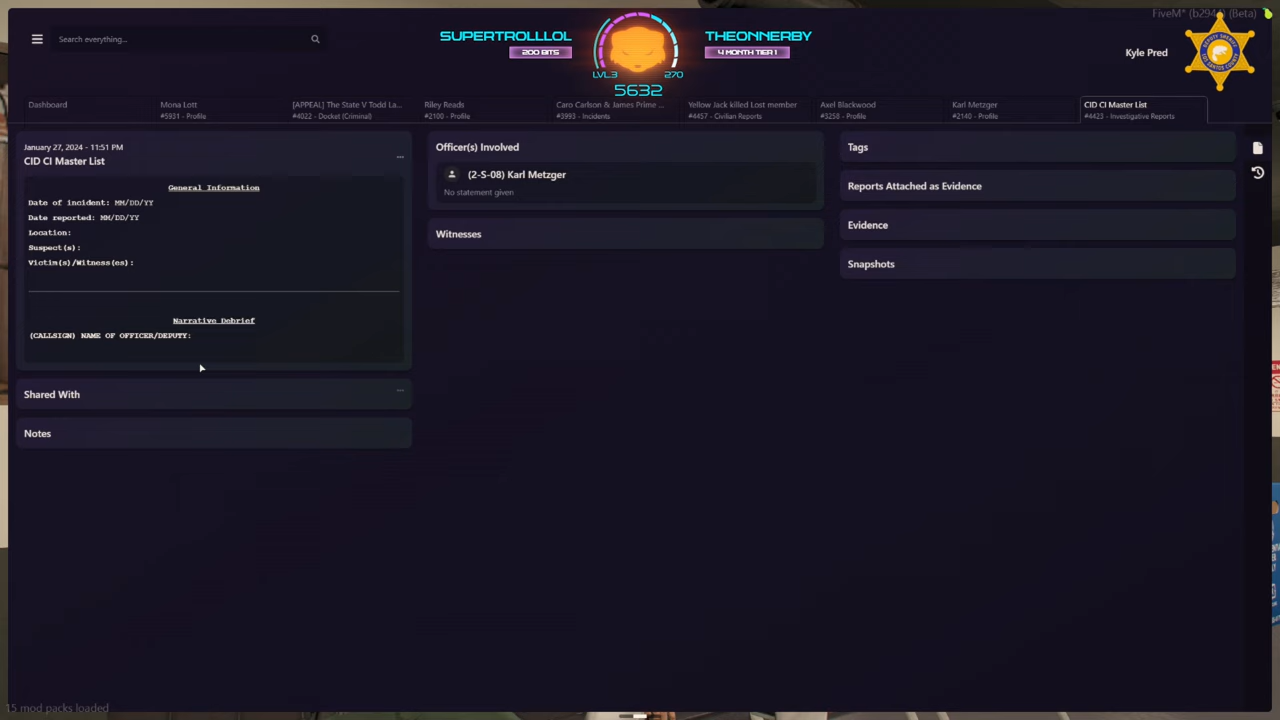 FiveM* (b294 (Beta)
Search everything...
SUPERTROLLLOL
200 BITS
THEONNERBY
4 MONTH TIER 1
LVL3
270
5632
Kyle Pred
Dashboard
Mona Lott
#5931 - Profile
[APPEAL] The State V Todd La...
#4022 - Docket (Criminal)
Riley Reads
#2100 - Profile
Caro Carlson & James Prime ...
#3993 - Incidents
Yellow Jack killed Lost member
#4457 - Civilian Reports
Axel Blackwood
#3258 - Profile
Karl Metzger
#2140 - Profile
CID CI Master List
#4423 - Investigative Reports
January 27, 2024 - 11:51 PM
CID CI Master List
General Information
Date of incident: MM/DD/YY
Date reported: MM/DD/YY
Location:
Suspect(s):
Victim(s)/Witness(es):
Narrative Debrief
(CALLSIGN) NAME OF OFFICER/DEPUTY:
Shared With
Notes
Officer(s) Involved
(2-S-08) Karl Metzger
No statement given
Witnesses
Tags
Reports Attached as Evidence
Evidence
Snapshots
15 mod packs loaded